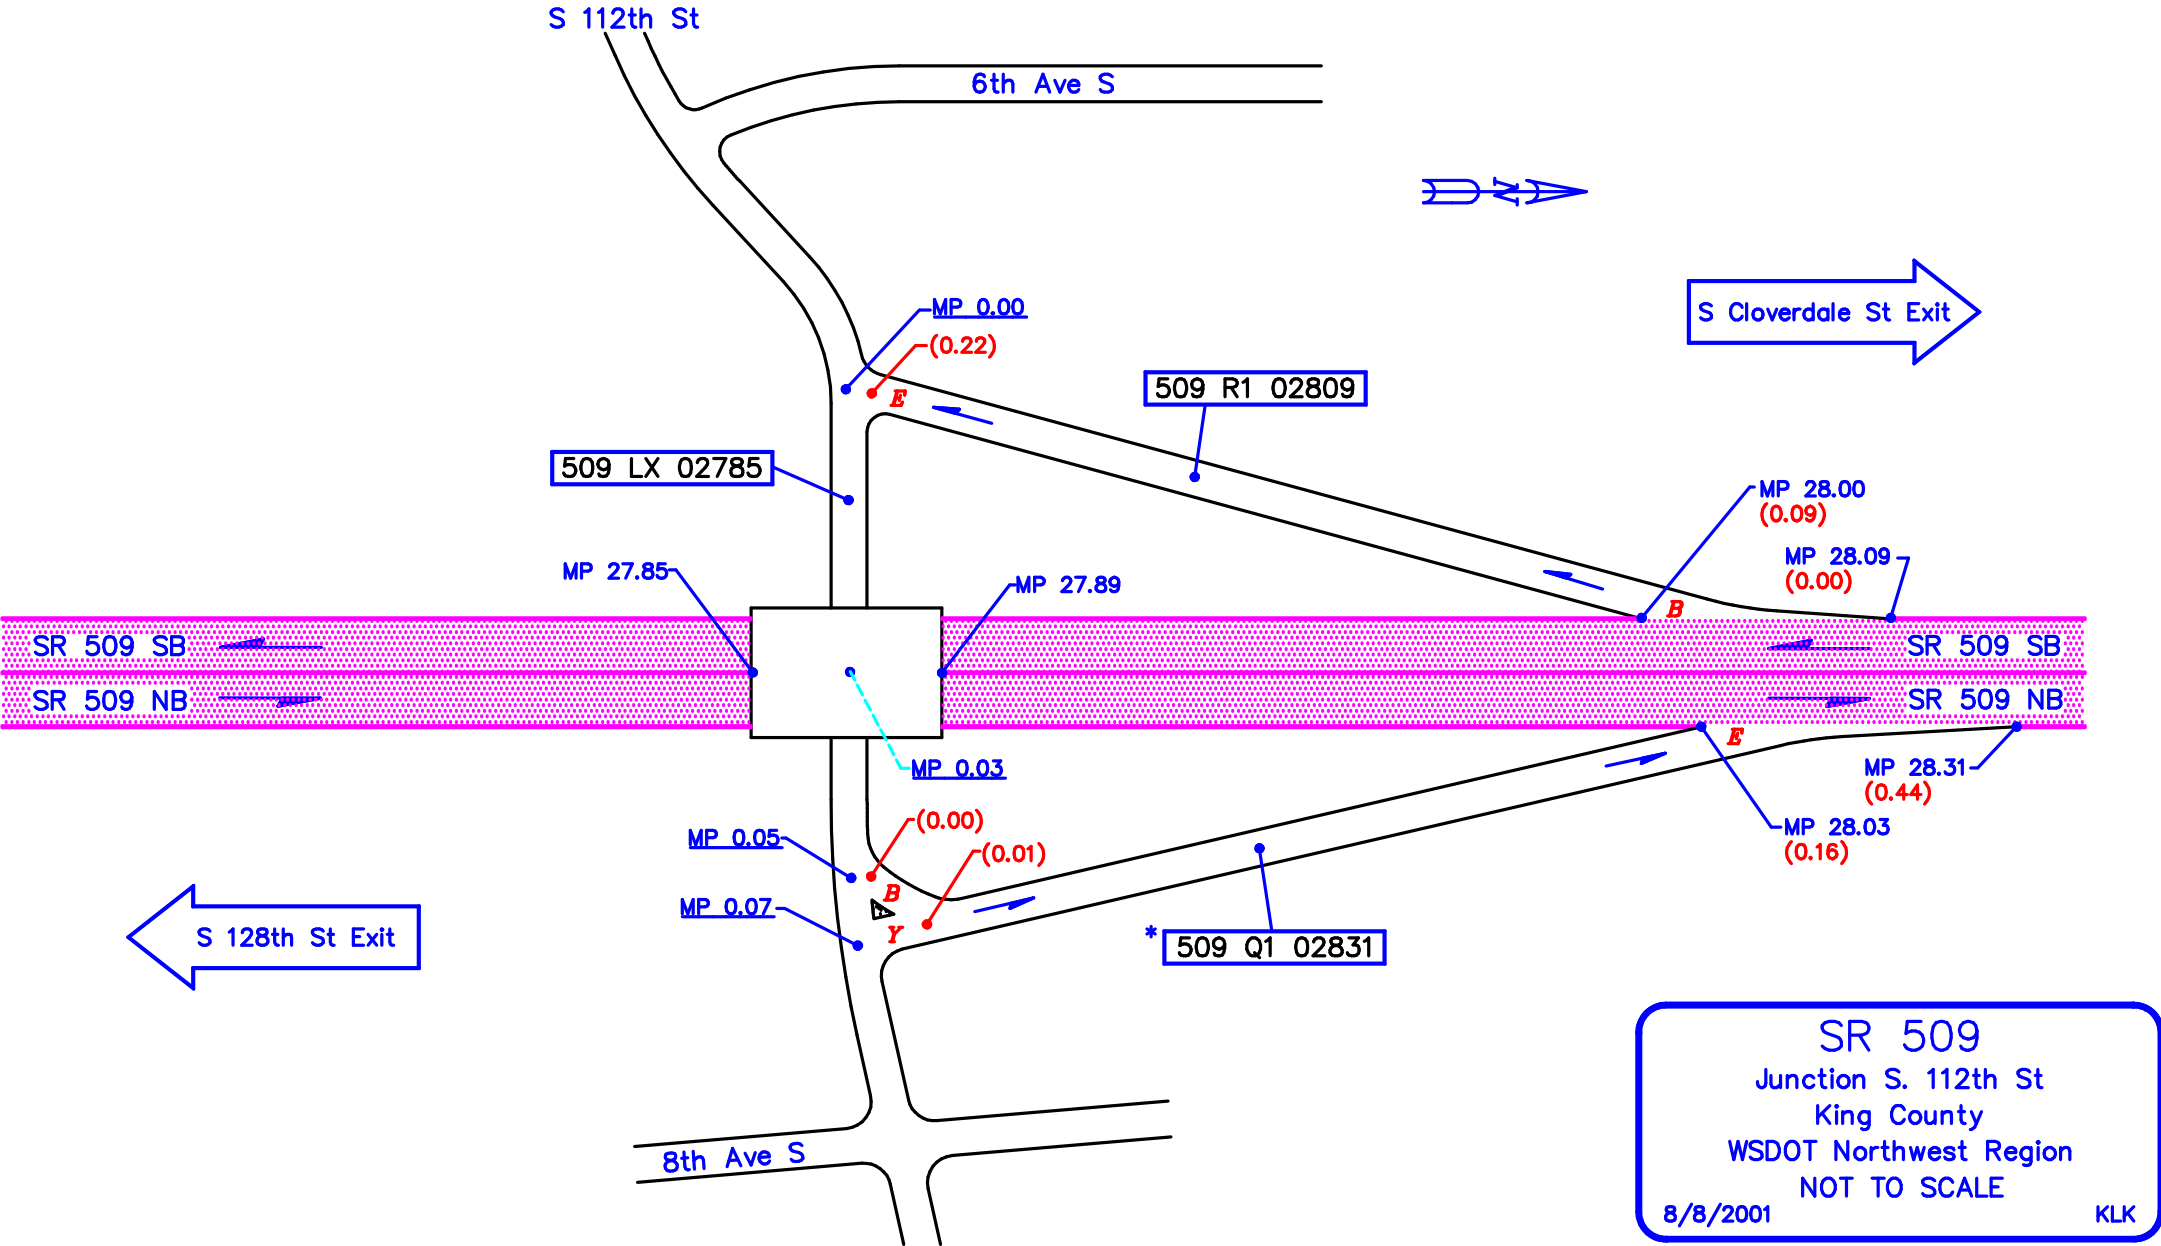 S 112th St
6th Ave S
N
S Cloverdale St Exit
MP 0.00
(0.22)
E
509 R1 02809
509 LX 02785
MP 28.00
(0.09)
MP 28.09
(0.00)
B
MP 27.85
MP 27.89
SR 509 SB
SR 509 SB
SR 509 NB
SR 509 NB
E
MP 0.03
MP 28.31
(0.44)
MP 28.03
(0.16)
(0.00)
MP 0.05
(0.01)
B
MP 0.07
Y
S 128th St Exit
* 509 Q1 02831
8th Ave S
SR 509
Junction S. 112th St
King County
WSDOT Northwest Region
NOT TO SCALE
8/8/2001 KLK